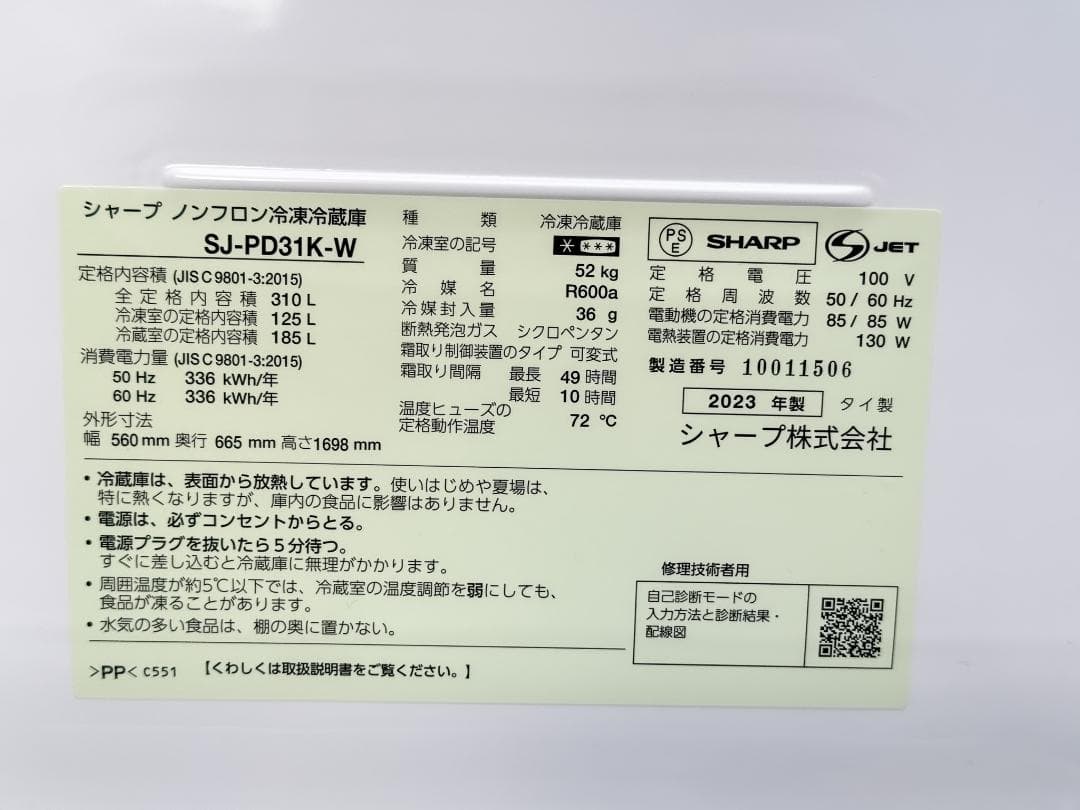 シャープ ノンフロン冷凍冷蔵庫
SJ-PD31K-W
定格内容積 (JIS C 9801-3:2015)
全定格内容積 310 L
冷凍室の定格内容積 125 L
冷蔵室の定格内容積 185 L
消費電力量 (JIS C 9801-3:2015)
50 Hz 336 kWh/年
60 Hz 336 kWh/年
外形寸法
幅 560 mm 奥行 665 mm 高さ 1698 mm
種類 冷凍冷蔵庫
冷凍室の記号 * ***
質量 52 kg
冷媒名 R600a
冷媒封入量 36 g
断熱発泡ガス シクロペンタン
霜取り制御装置のタイプ 可変式
霜取り間隔 最長 49 時間
最短 10 時間
温度ヒューズの
定格動作温度 72 ℃
PSE SHARP JET
定格電圧 100 V
定格周波数 50 / 60 Hz
電動機の定格消費電力 85 / 85 W
電熱装置の定格消費電力 130 W
製造番号 10011506
2023 年製 タイ製
シャープ株式会社
・冷蔵庫は、表面から放熱しています。使いはじめや夏場は、
特に熱くなりますが、庫内の食品に影響はありません。
・電源は、必ずコンセントからとる。
・電源プラグを抜いたら5分待つ。
すぐに差し込むと冷蔵庫に無理がかかります。
・周囲温度が約5℃以下では、冷蔵室の温度調節を弱にしても、
食品が凍ることがあります。
・水気の多い食品は、棚の奥に置かない。
>PP< C551 【くわしくは取扱説明書をご覧ください。】
修理技術者用
自己診断モードの
入力方法と診断結果・
配線図